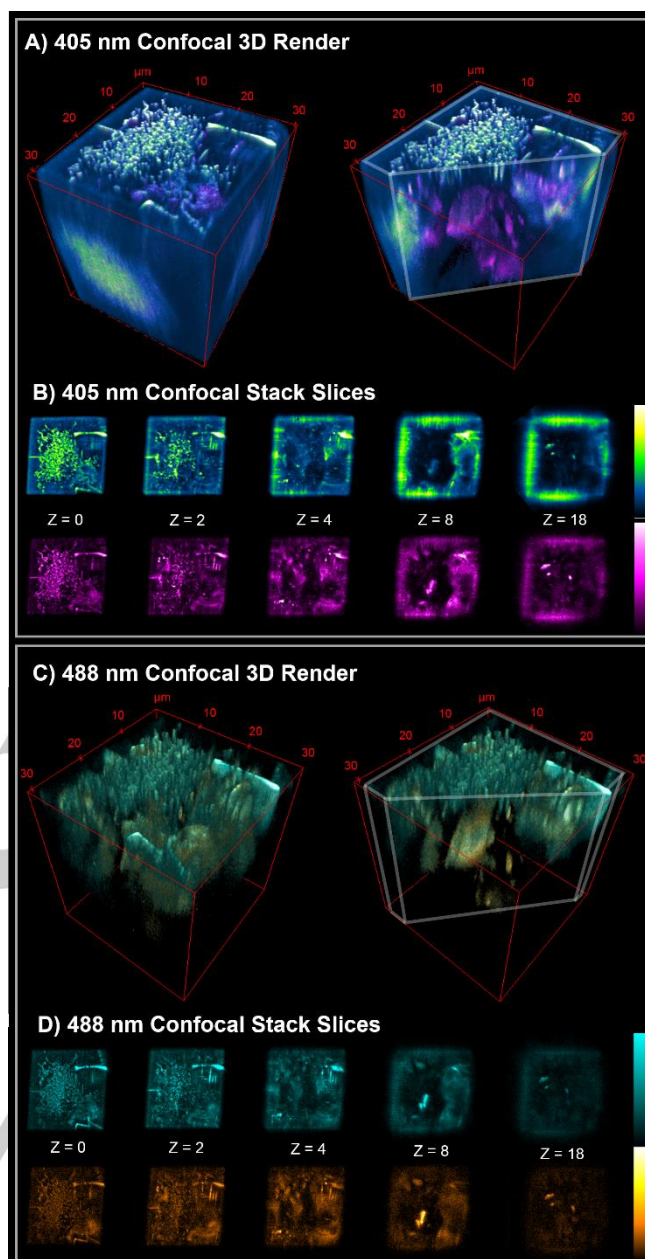 A) 405 nm Confocal 3D Render
µm
10 10
20 20
30 30
µm
10 10
20 20
30 30
B) 405 nm Confocal Stack Slices
Z = 0 Z = 2 Z = 4 Z = 8 Z = 18
C) 488 nm Confocal 3D Render
µm
10 10
20 20
30 30
µm
10 10
20 20
30 30
D) 488 nm Confocal Stack Slices
Z = 0 Z = 2 Z = 4 Z = 8 Z = 18